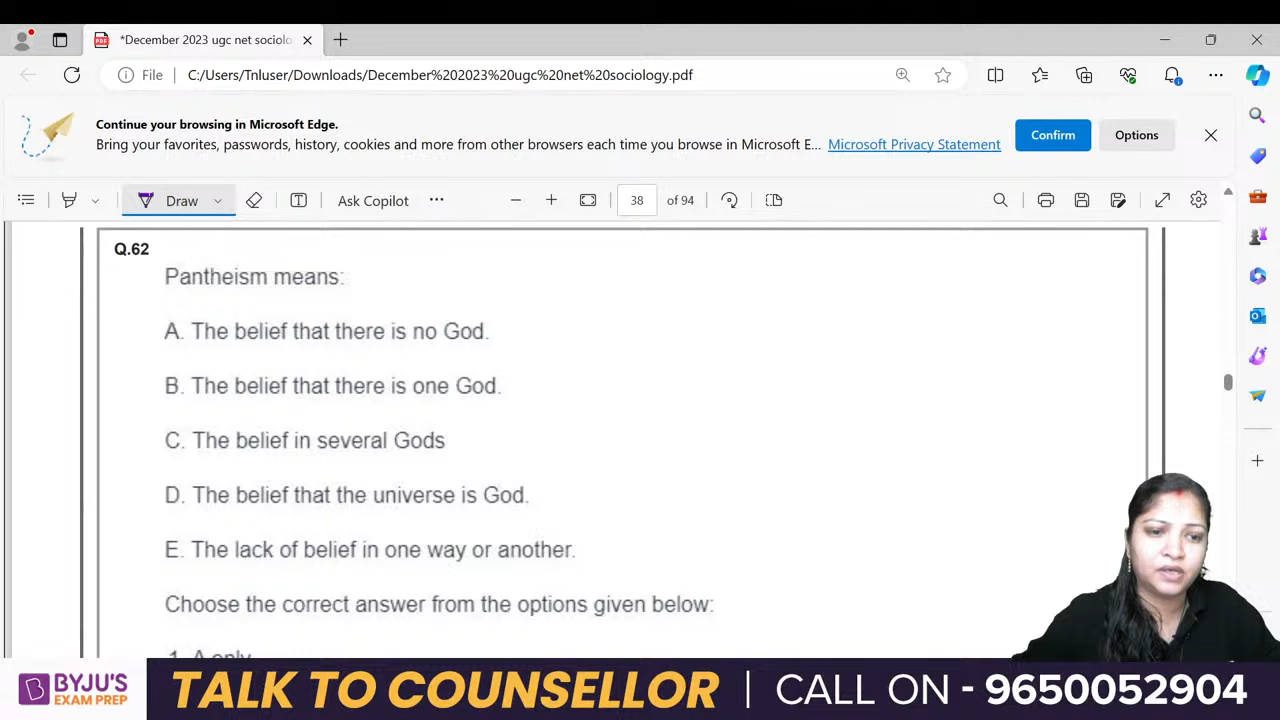 *December 2023 ugc net sociolo
File
C:/Users/Tnluser/Downloads/December%202023%20ugc%20net%20sociology.pdf
Continue your browsing in Microsoft Edge.
Bring your favorites, passwords, history, cookies and more from other browsers each time you browse in Microsoft E... Microsoft Privacy Statement
Confirm
Options
Draw
Ask Copilot
38 of 94
Q.62
Pantheism means:
A. The belief that there is no God.
B. The belief that there is one God.
C. The belief in several Gods
D. The belief that the universe is God.
E. The lack of belief in one way or another.
Choose the correct answer from the options given below:
1. A only
BYJU'S
EXAM PREP
TALK TO COUNSELLOR | CALL ON - 9650052904